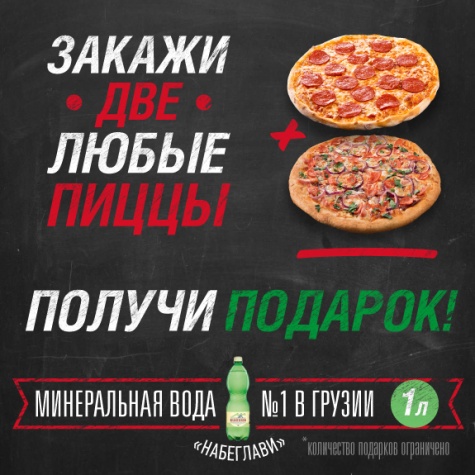 ЗАКАЖИ
• ДВЕ •
ЛЮБЫЕ
ПИЦЦЫ
+
ПОЛУЧИ ПОДАРОК!
МИНЕРАЛЬНАЯ ВОДА №1 В ГРУЗИИ 1л
«НАБЕГЛАВИ»
*количество подарков ограничено